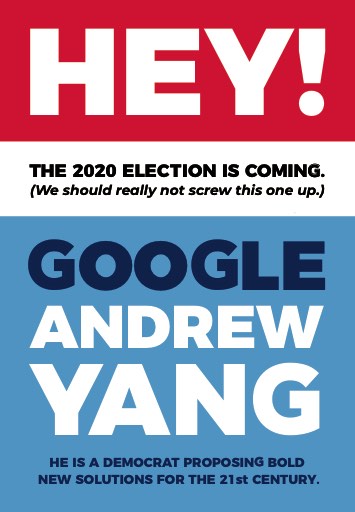 HEY!
THE 2020 ELECTION IS COMING.
(We should really not screw this one up.)
GOOGLE
ANDREW
YANG
HE IS A DEMOCRAT PROPOSING BOLD
NEW SOLUTIONS FOR THE 21st CENTURY.